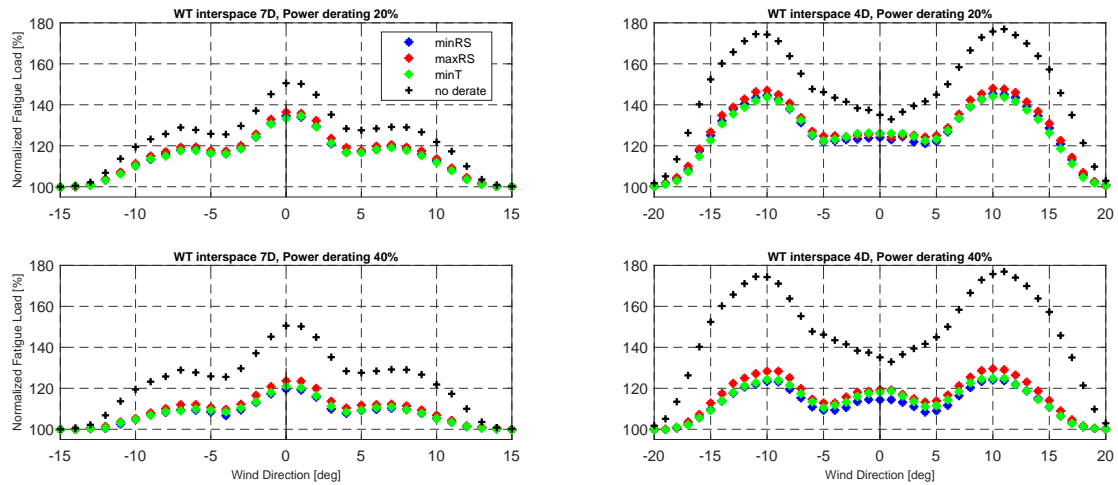 WT interspace 7D, Power derating 20%
Normalized Fatigue Load [%]
180
160
140
120
100
-15 -10 -5 0 5 10 15
minRS
maxRS
minT
no derate
WT interspace 4D, Power derating 20%
180
160
140
120
100
-20 -15 -10 -5 0 5 10 15 20
WT interspace 7D, Power derating 40%
Normalized Fatigue Load [%]
180
160
140
120
100
-15 -10 -5 0 5 10 15
Wind Direction [deg]
WT interspace 4D, Power derating 40%
180
160
140
120
100
-20 -15 -10 -5 0 5 10 15 20
Wind Direction [deg]